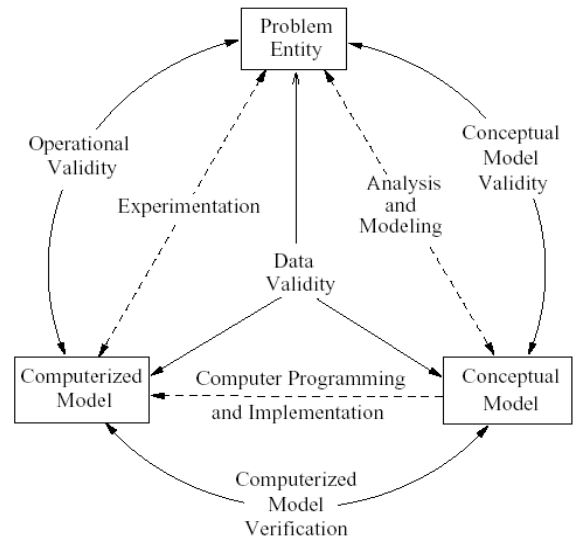 Problem
Entity
Operational
Validity
Conceptual
Model
Validity
Experimentation
Analysis
and
Modeling
Data
Validity
Computerized
Model
Computer Programming
and Implementation
Conceptual
Model
Computerized
Model
Verification